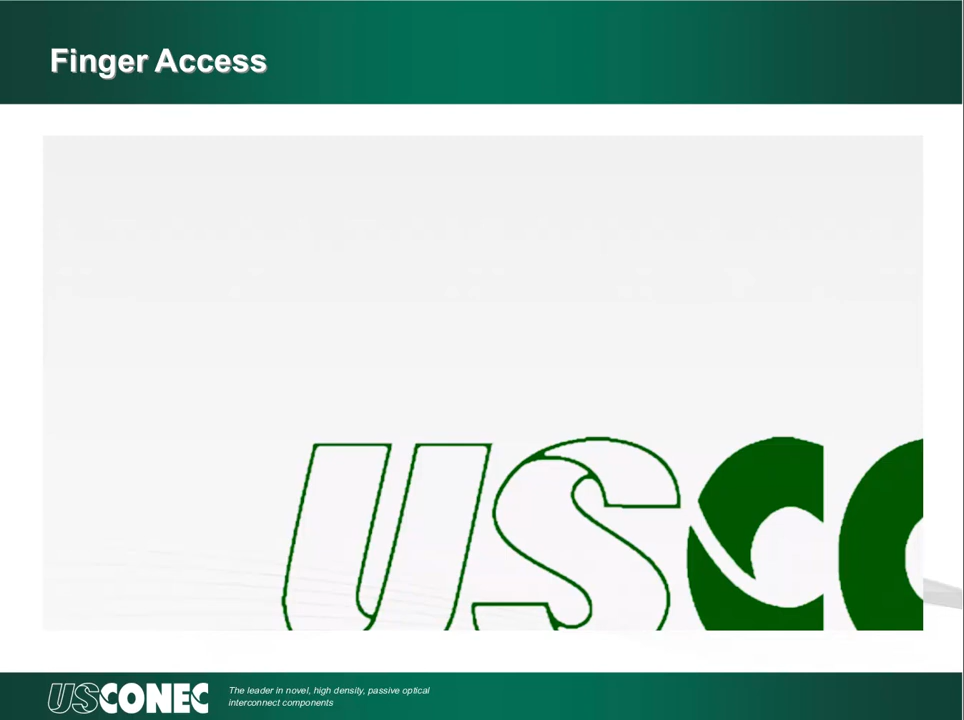 Finger Access
USCO
USCONEC
The leader in novel, high density, passive optical
interconnect components